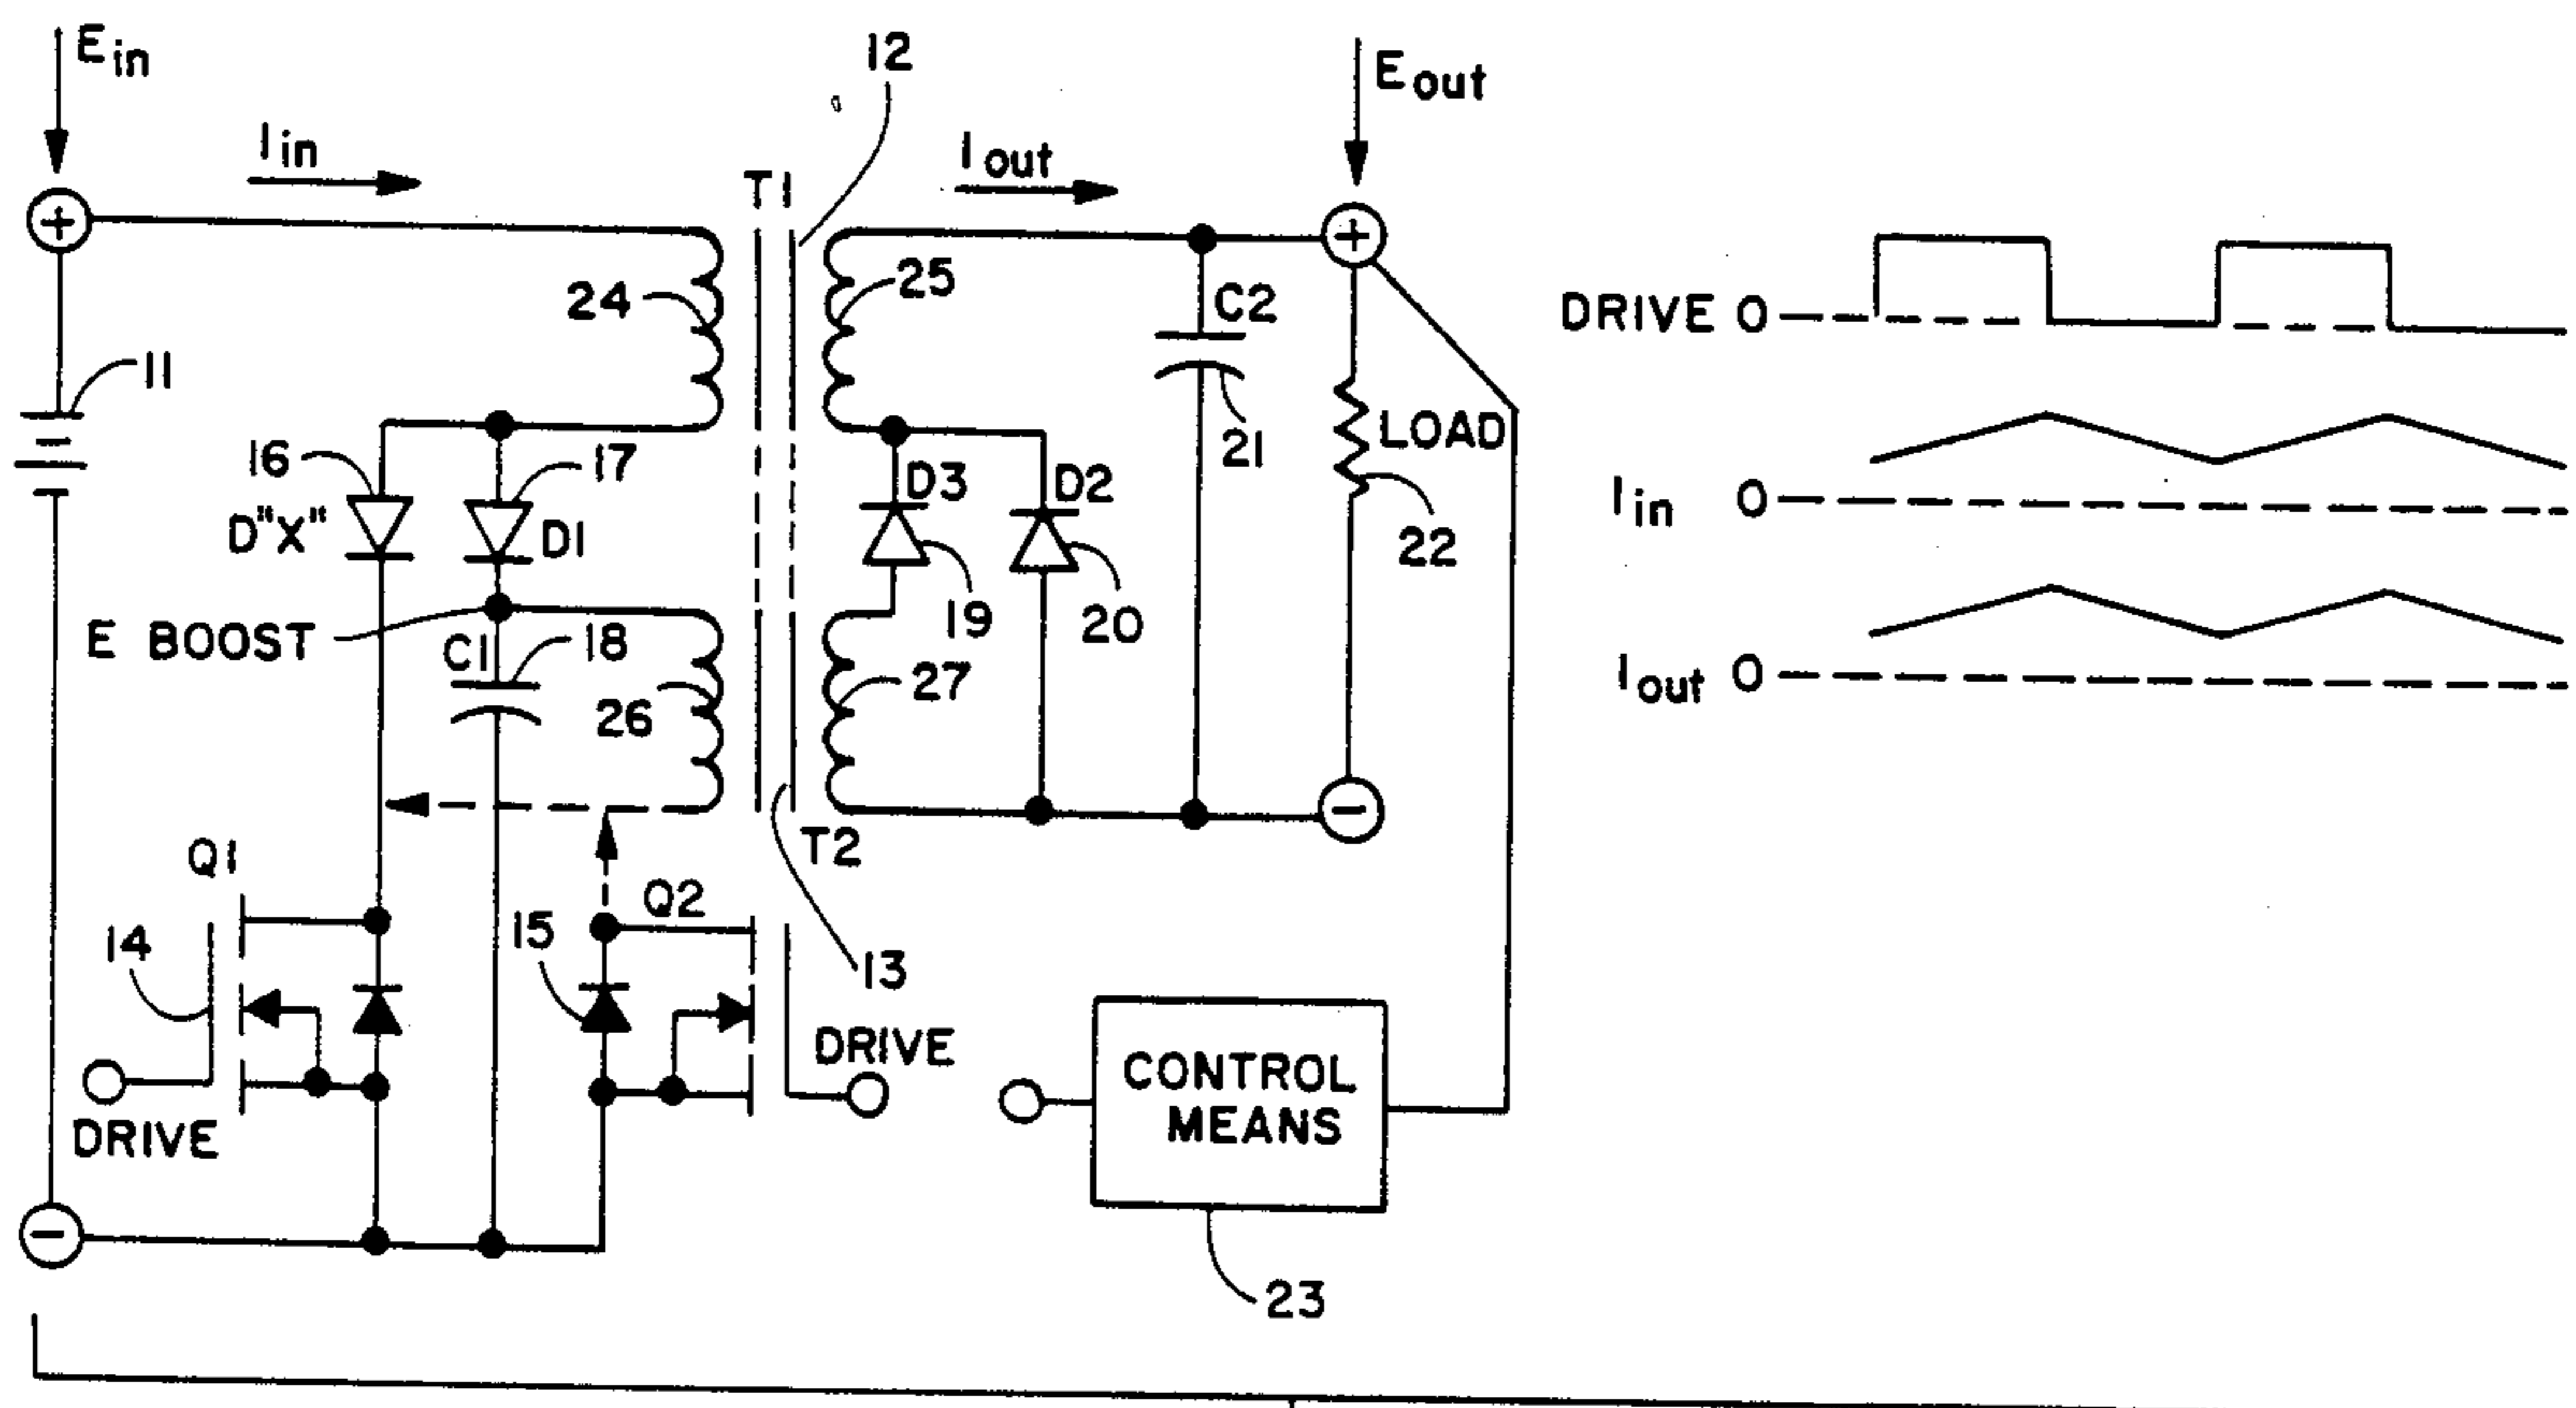 E in
12
E out
I in
I out
T1
DRIVE 0
24
25
C2
11
LOAD
21
16
17
D3
D2
I in 0
D"X"
D1
22
19
20
E BOOST
C1
18
26
27
I out 0
T2
Q1
Q2
14
15
13
DRIVE
CONTROL
MEANS
DRIVE
23